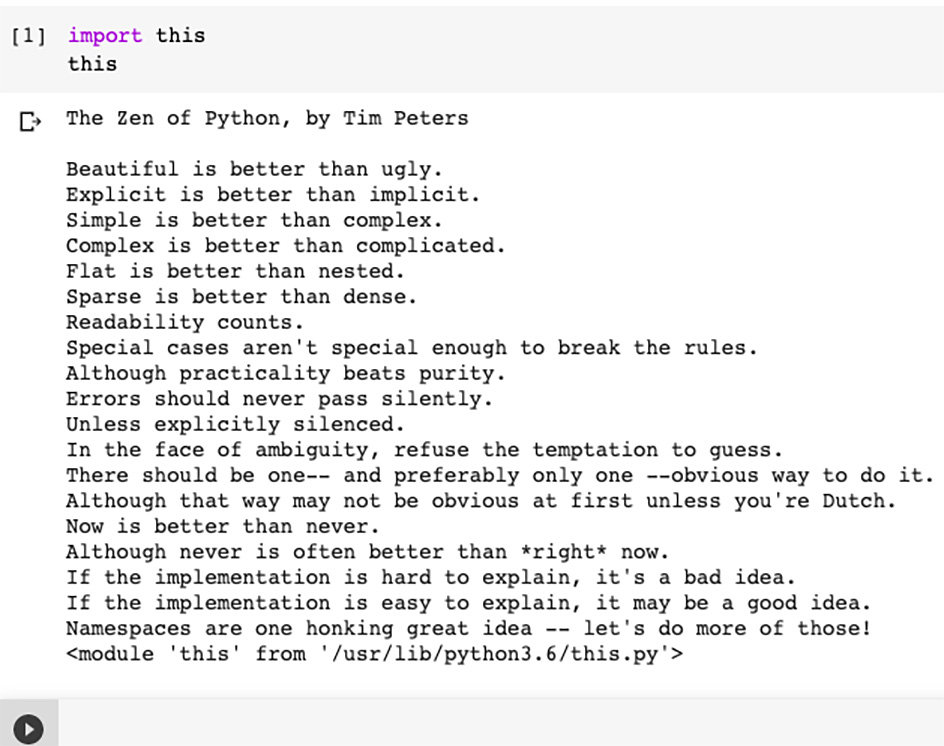 [1] import this
this
The Zen of Python, by Tim Peters
Beautiful is better than ugly.
Explicit is better than implicit.
Simple is better than complex.
Complex is better than complicated.
Flat is better than nested.
Sparse is better than dense.
Readability counts.
Special cases aren't special enough to break the rules.
Although practicality beats purity.
Errors should never pass silently.
Unless explicitly silenced.
In the face of ambiguity, refuse the temptation to guess.
There should be one-- and preferably only one --obvious way to do it.
Although that way may not be obvious at first unless you're Dutch.
Now is better than never.
Although never is often better than *right* now.
If the implementation is hard to explain, it's a bad idea.
If the implementation is easy to explain, it may be a good idea.
Namespaces are one honking great idea -- let's do more of those!
<module 'this' from '/usr/lib/python3.6/this.py'>